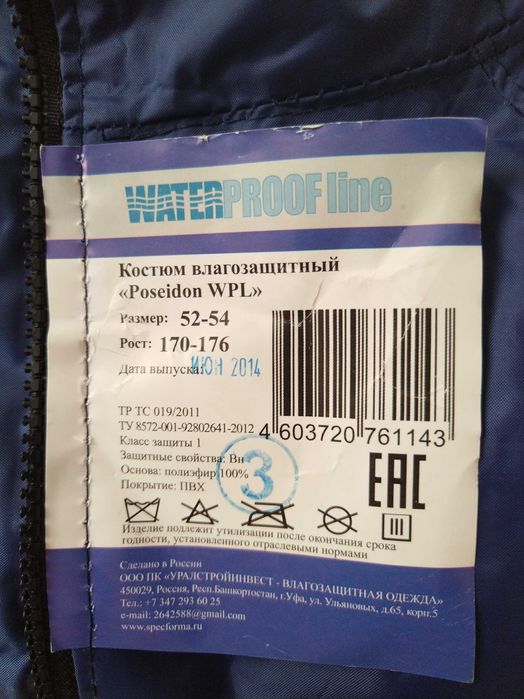 WATERPROOF line
Костюм влагозащитный
«Poseidon WPL»
Размер: 52-54
Рост: 170-176
Дата выпуска: ИЮН 2014
ТР ТС 019/2011
ТУ 8572-001-92802641-2012
Класс защиты 1
Защитные свойства: Вн
Основа: полиэфир 100%
Покрытие: ПВХ
3
4 603720 761143
EAC
III
Изделие подлежит утилизации после окончания срока
годности, установленного отраслевыми нормами
Сделано в России
ООО ПК «УРАЛСТРОЙИНВЕСТ - ВЛАГОЗАЩИТНАЯ ОДЕЖДА»
450029, Россия, Респ.Башкортостан, г.Уфа, ул. Ульяновых, д.65, корп.5
Тел.: +7 347 293 60 25
e-mail: 2642588@gmail.com
www.specforma.ru